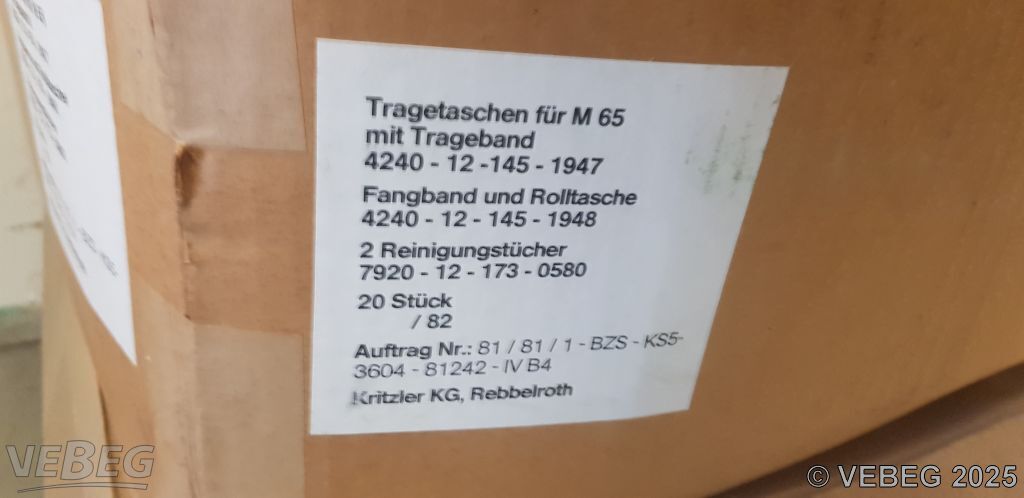 Tragetaschen für M 65
mit Trageband
4240 - 12 -145 - 1947
Fangband und Rolltasche
4240 - 12 - 145 - 1948
2 Reinigungstücher
7920 - 12 - 173 - 0580
20 Stück
/ 82
Auftrag Nr.: 81 / 81 / 1 - BZS - KS5-
3604 - 81242 - IV B4
Kritzler KG, Rebbelroth
VEBEG
© VEBEG 2025